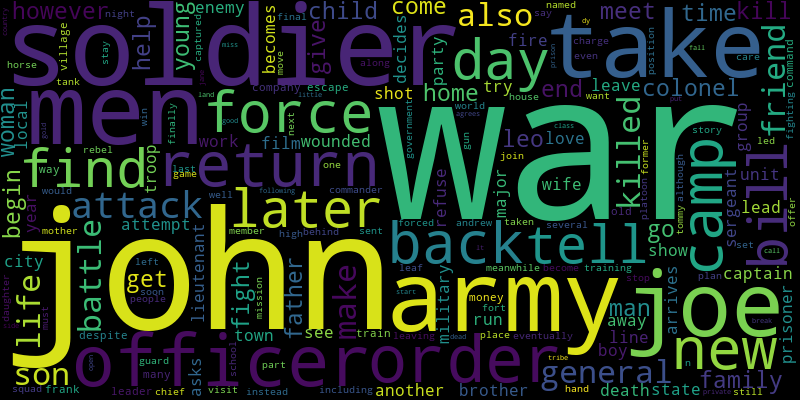 however
soldier
child
come
also
meet
time
kill
night
final
say
named
dy
young
enemy
help
becomes
move
give
decides
party
fire
charge
even
village
captured
miss
stay
horse
tank
along
shot
day
take
prison
position
fall
care
command
friend
men
force
company
escape
home
try
end
leave
colonel
woman
local
win
finally
little
world
agrees
house
want
put
fighting
land
good
gun
killed
camp
story
group
bill
led
work
film
wounded
leo
love
war
find
troop
rebel
return
next
government
class
former
sergeant
although
unit
begin
way
would
last
game
one
join
wife
platoon
lead
offer
year
mother
attack
later
well
following
commander
major
refuse
forced
andrew
taken
old
several
tommy
go
show
set
call
city
life
battle
attempt
member
high
behind
sent
back
tell
captain
john
get
lieutenant
fight
mission
father
make
leaf
meanwhile
become
training
man
stop
plan
arrives
joe
daughter
must
left
soon
people
town
see
train
start
military
army
money
fort
run
place
eventually
away
line
boy
new
prisoner
despite
son
open
officer
guard
many
school
part
leaving
order
dead
tribe
general
break
squad
frank
leader
chief
asks
visit
instead
including
another
brother
hand
death
state
family
private
still